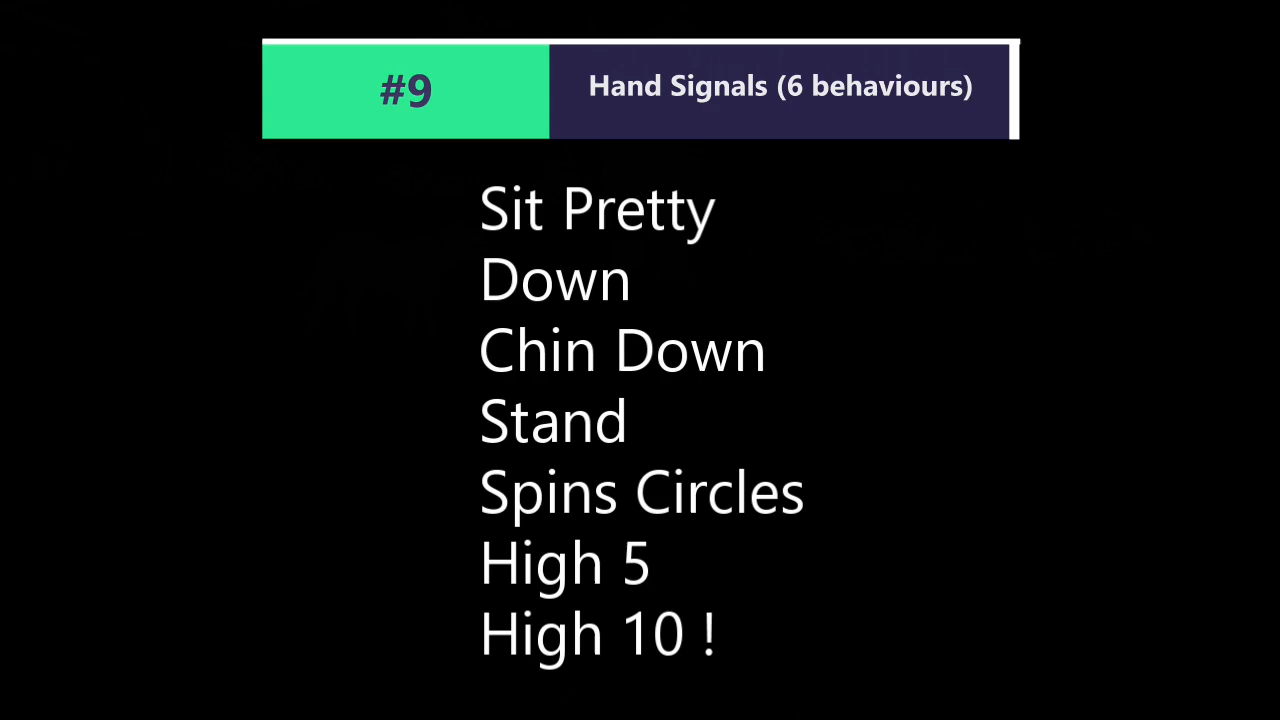 #9
Hand Signals (6 behaviours)
Sit Pretty
Down
Chin Down
Stand
Spins Circles
High 5
High 10 !